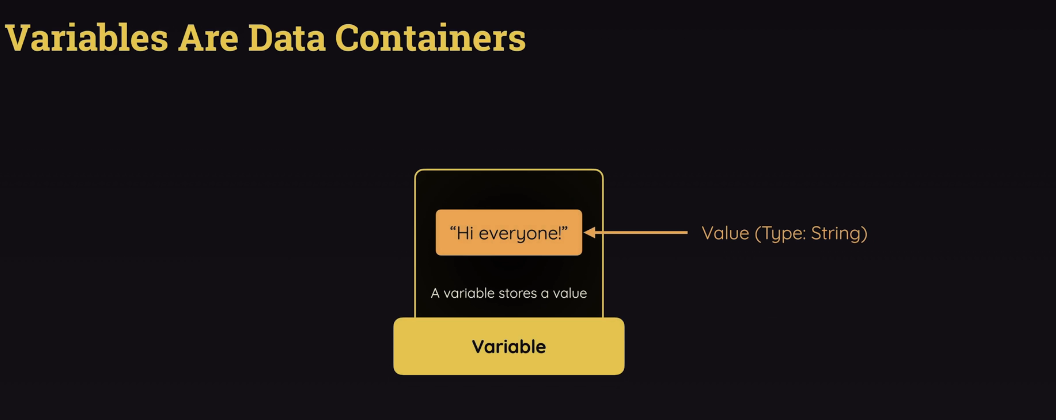 Variables Are Data Containers
“Hi everyone!”
Value (Type: String)
A variable stores a value
Variable